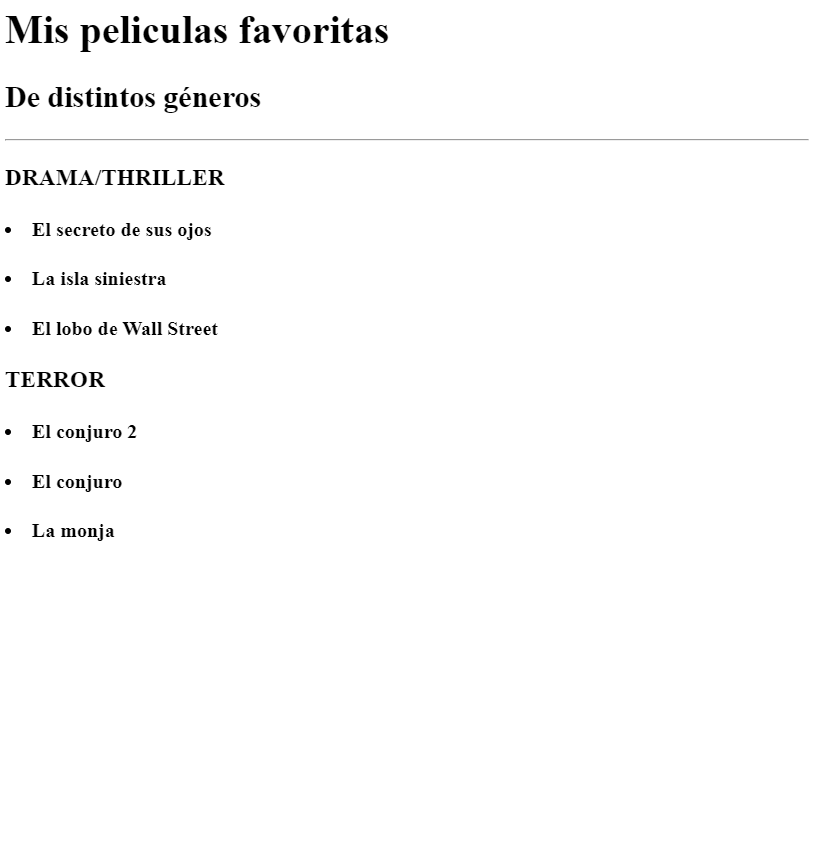 Mis peliculas favoritas
De distintos géneros
DRAMA/THRILLER
El secreto de sus ojos
La isla siniestra
El lobo de Wall Street
TERROR
El conjuro 2
El conjuro
La monja